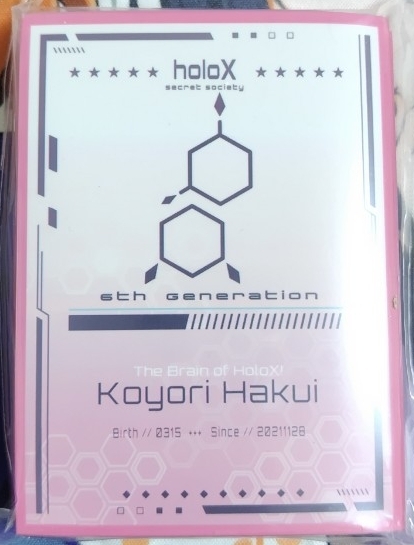 holoX
secret society
6th Generation
The Brain of HoloX!
Koyori Hakui
Birth // 0315 +++ Since // 20211128